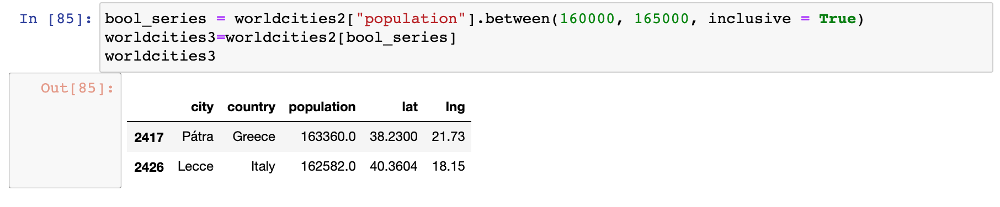 In [85]: bool_series = worldcities2["population"].between(160000, 165000, inclusive = True)
worldcities3=worldcities2[bool_series]
worldcities3
Out[85]:
city country population lat lng
2417 Pátra Greece 163360.0 38.2300 21.73
2426 Lecce Italy 162582.0 40.3604 18.15